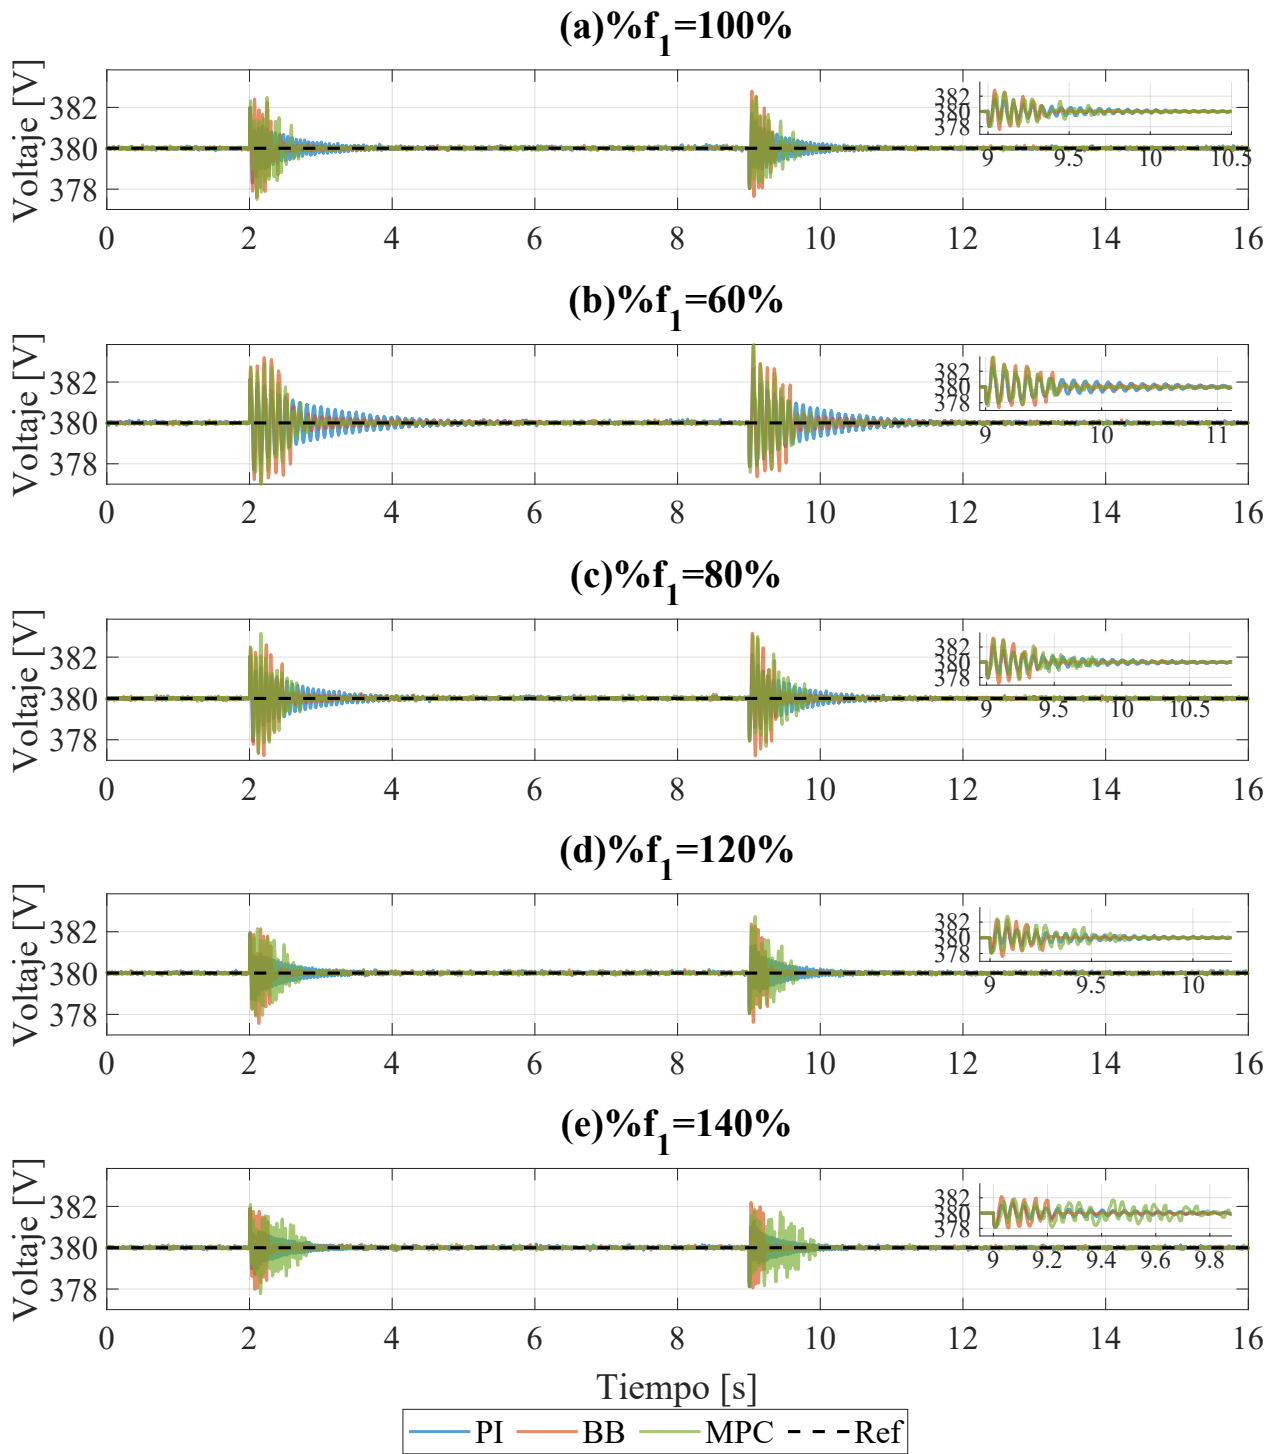 (a)%f₁=100%
Voltaje [V]
382
380
378
0 2 4 6 8 10 12 14 16
382
380
378
9 9.5 10 10.5
(b)%f₁=60%
Voltaje [V]
382
380
378
0 2 4 6 8 10 12 14 16
382
380
378
9 10 11
(c)%f₁=80%
Voltaje [V]
382
380
378
0 2 4 6 8 10 12 14 16
382
380
378
9 9.5 10 10.5
(d)%f₁=120%
Voltaje [V]
382
380
378
0 2 4 6 8 10 12 14 16
382
380
378
9 9.5 10
(e)%f₁=140%
Voltaje [V]
382
380
378
0 2 4 6 8 10 12 14 16
382
380
378
9 9.2 9.4 9.6 9.8
Tiempo [s]
PI BB MPC Ref